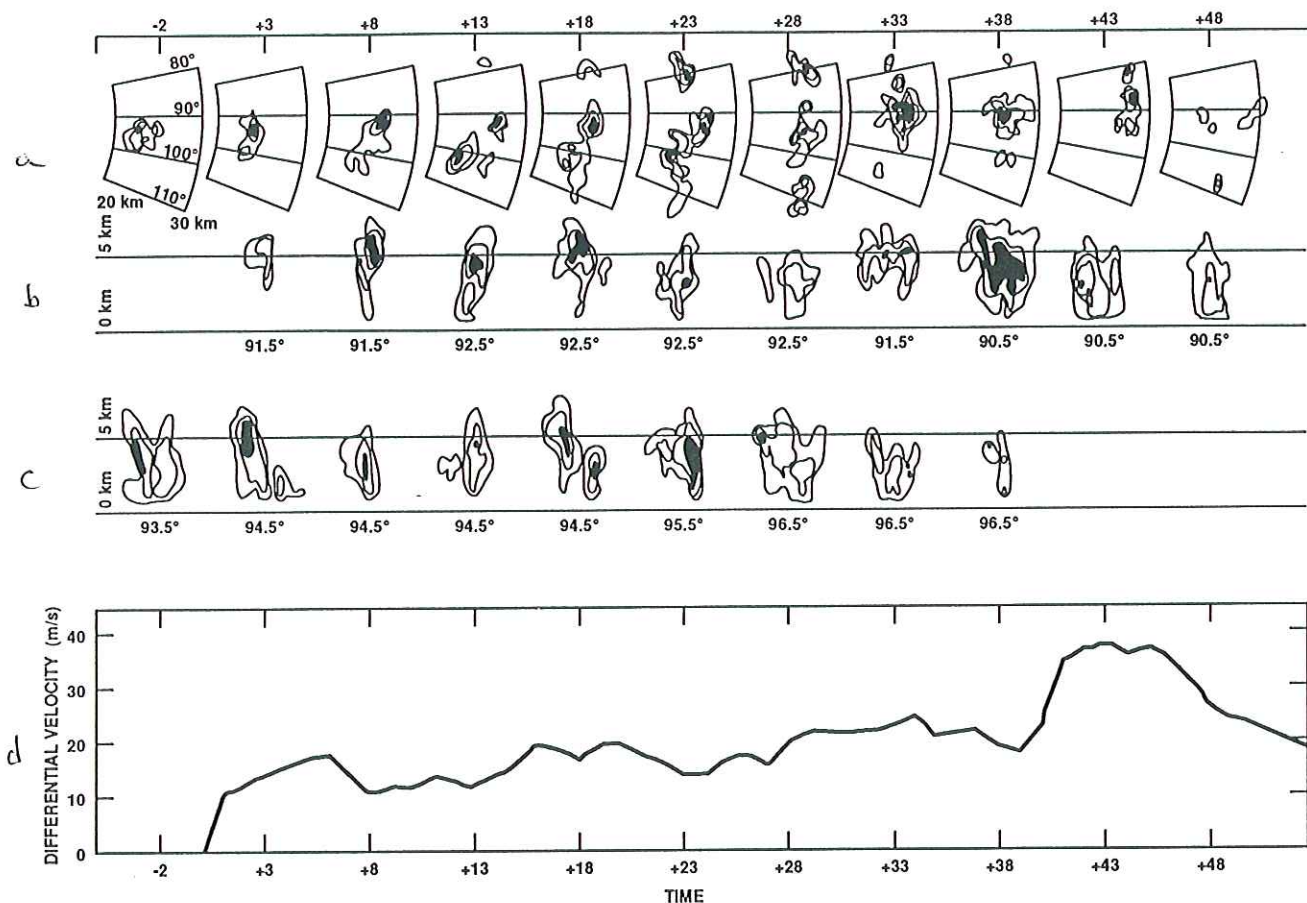 -2 +3 +8 +13 +18 +23 +28 +33 +38 +43 +48
a
80°
90°
100°
110°
20 km
30 km
b
5 km
0 km
91.5° 91.5° 92.5° 92.5° 92.5° 92.5° 91.5° 90.5° 90.5° 90.5°
c
5 km
0 km
93.5° 94.5° 94.5° 94.5° 94.5° 95.5° 96.5° 96.5° 96.5°
d
DIFFERENTIAL VELOCITY (m/s)
40
30
20
10
0
-2 +3 +8 +13 +18 +23 +28 +33 +38 +43 +48
TIME